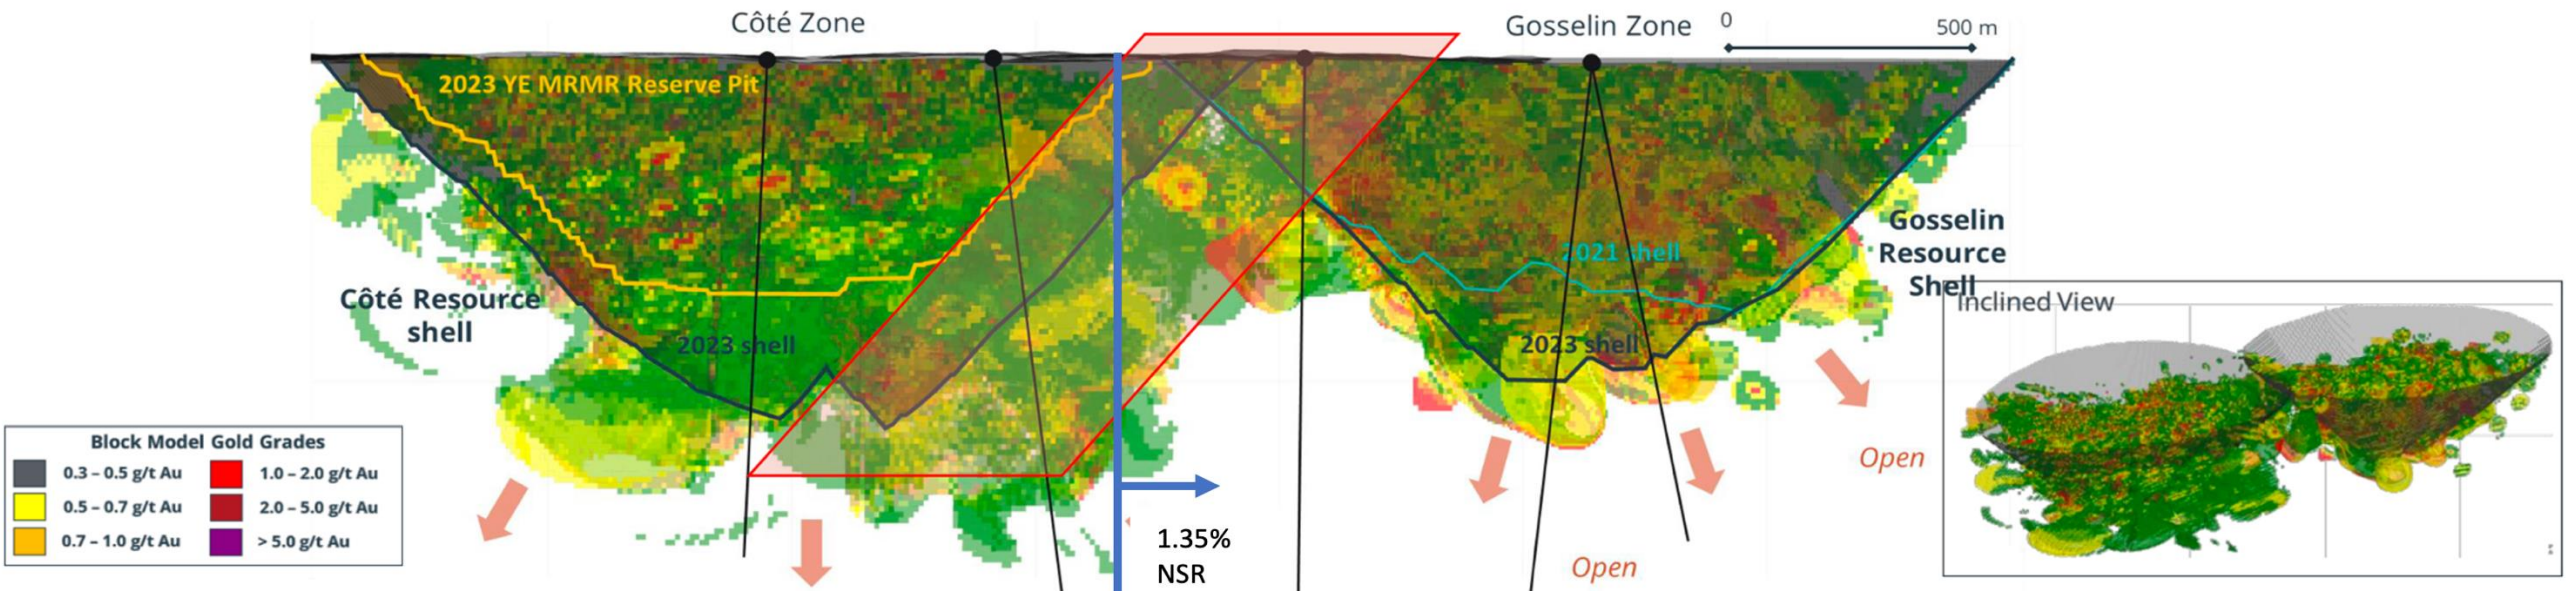 Côté Zone
Gosselin Zone
0
500 m
2023 YE MRMR Reserve Pit
2021 shell
Gosselin
Resource
Shell
Côté Resource
shell
2023 shell
2023 shell
Inclined View
Block Model Gold Grades
0.3 – 0.5 g/t Au
1.0 – 2.0 g/t Au
0.5 – 0.7 g/t Au
2.0 – 5.0 g/t Au
0.7 – 1.0 g/t Au
> 5.0 g/t Au
1.35%
NSR
Open
Open